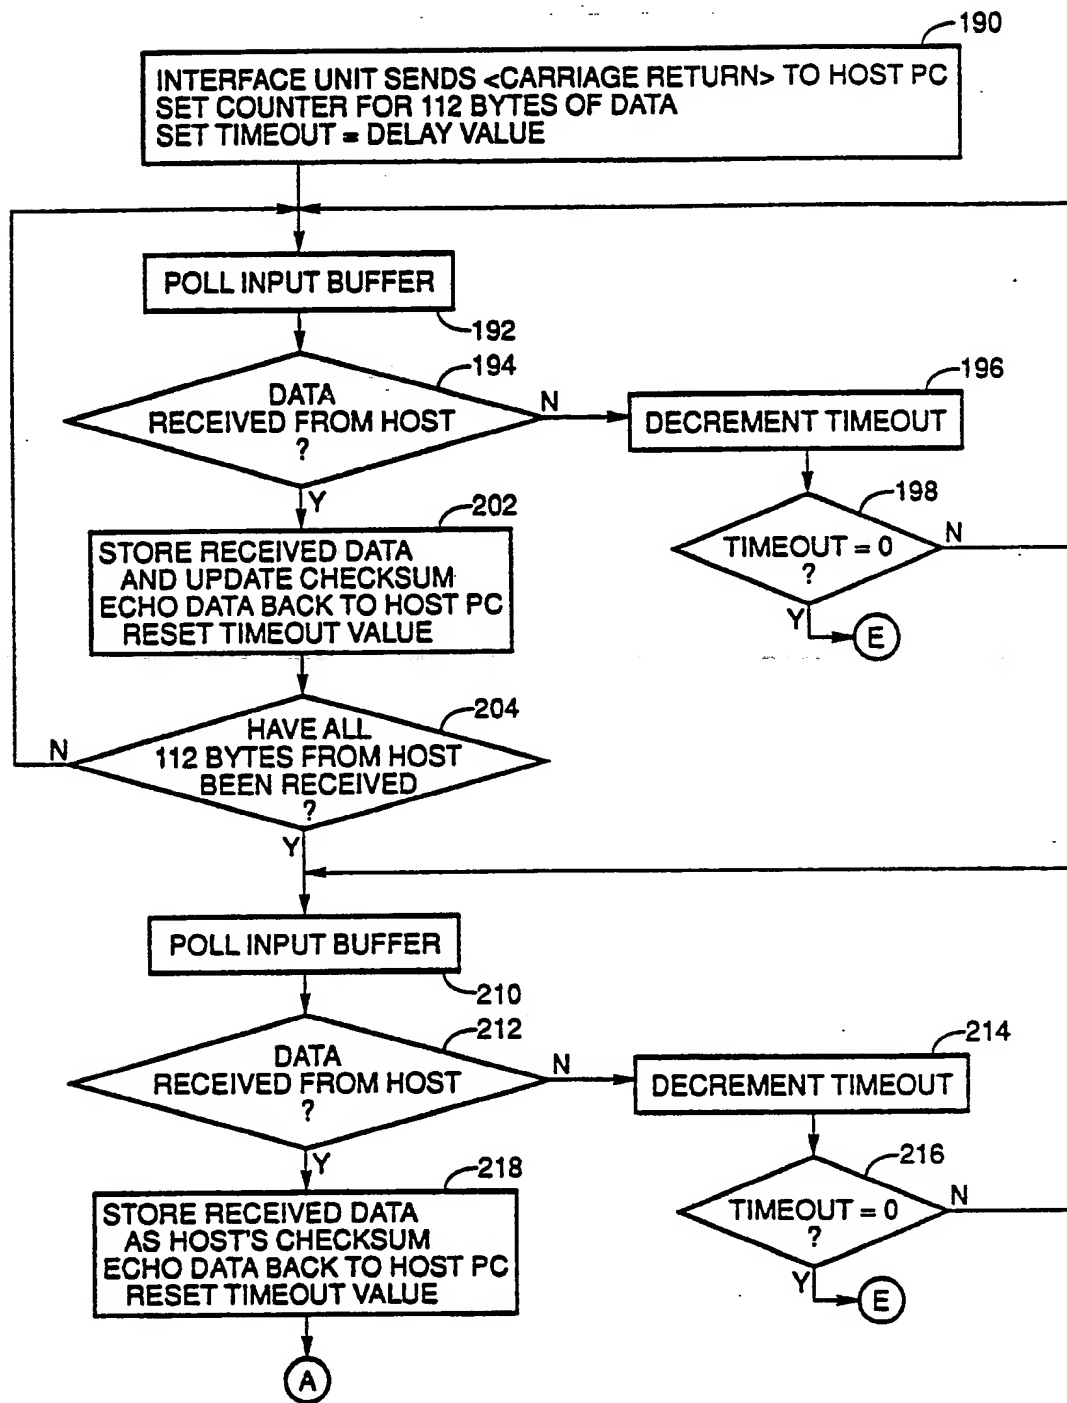 190
INTERFACE UNIT SENDS <CARRIAGE RETURN> TO HOST PC
SET COUNTER FOR 112 BYTES OF DATA
SET TIMEOUT = DELAY VALUE
POLL INPUT BUFFER
192
194
DATA
RECEIVED FROM HOST
?
N
Y
196
DECREMENT TIMEOUT
198
TIMEOUT = 0
?
N
Y
E
202
STORE RECEIVED DATA
AND UPDATE CHECKSUM
ECHO DATA BACK TO HOST PC
RESET TIMEOUT VALUE
204
HAVE ALL
112 BYTES FROM HOST
BEEN RECEIVED
?
N
Y
POLL INPUT BUFFER
210
212
DATA
RECEIVED FROM HOST
?
N
Y
214
DECREMENT TIMEOUT
216
TIMEOUT = 0
?
N
Y
E
218
STORE RECEIVED DATA
AS HOST'S CHECKSUM
ECHO DATA BACK TO HOST PC
RESET TIMEOUT VALUE
A